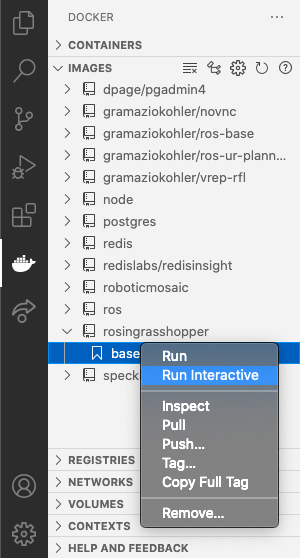 DOCKER
CONTAINERS
IMAGES
dpage/pgadmin4
gramaziokohler/novnc
gramaziokohler/ros-base
gramaziokohler/ros-ur-plann...
gramaziokohler/vrep-rfl
node
postgres
redis
redislabs/redisinsight
roboticmosaic
ros
rosingrasshopper
base
Run
Run Interactive
speck
Inspect
Pull
Push...
Tag...
Copy Full Tag
Remove...
REGISTRIES
NETWORKS
VOLUMES
CONTEXTS
HELP AND FEEDBACK